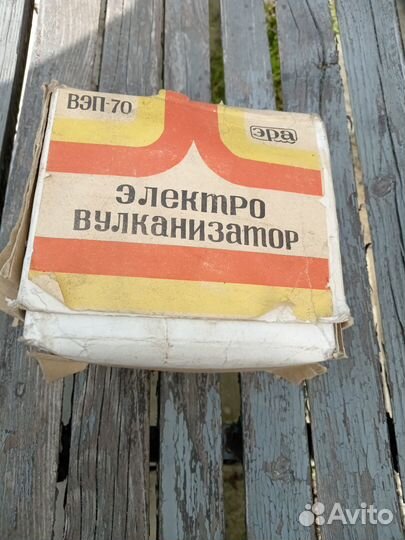 ВЭП-70
эра
электро
вулканизатор
Avito